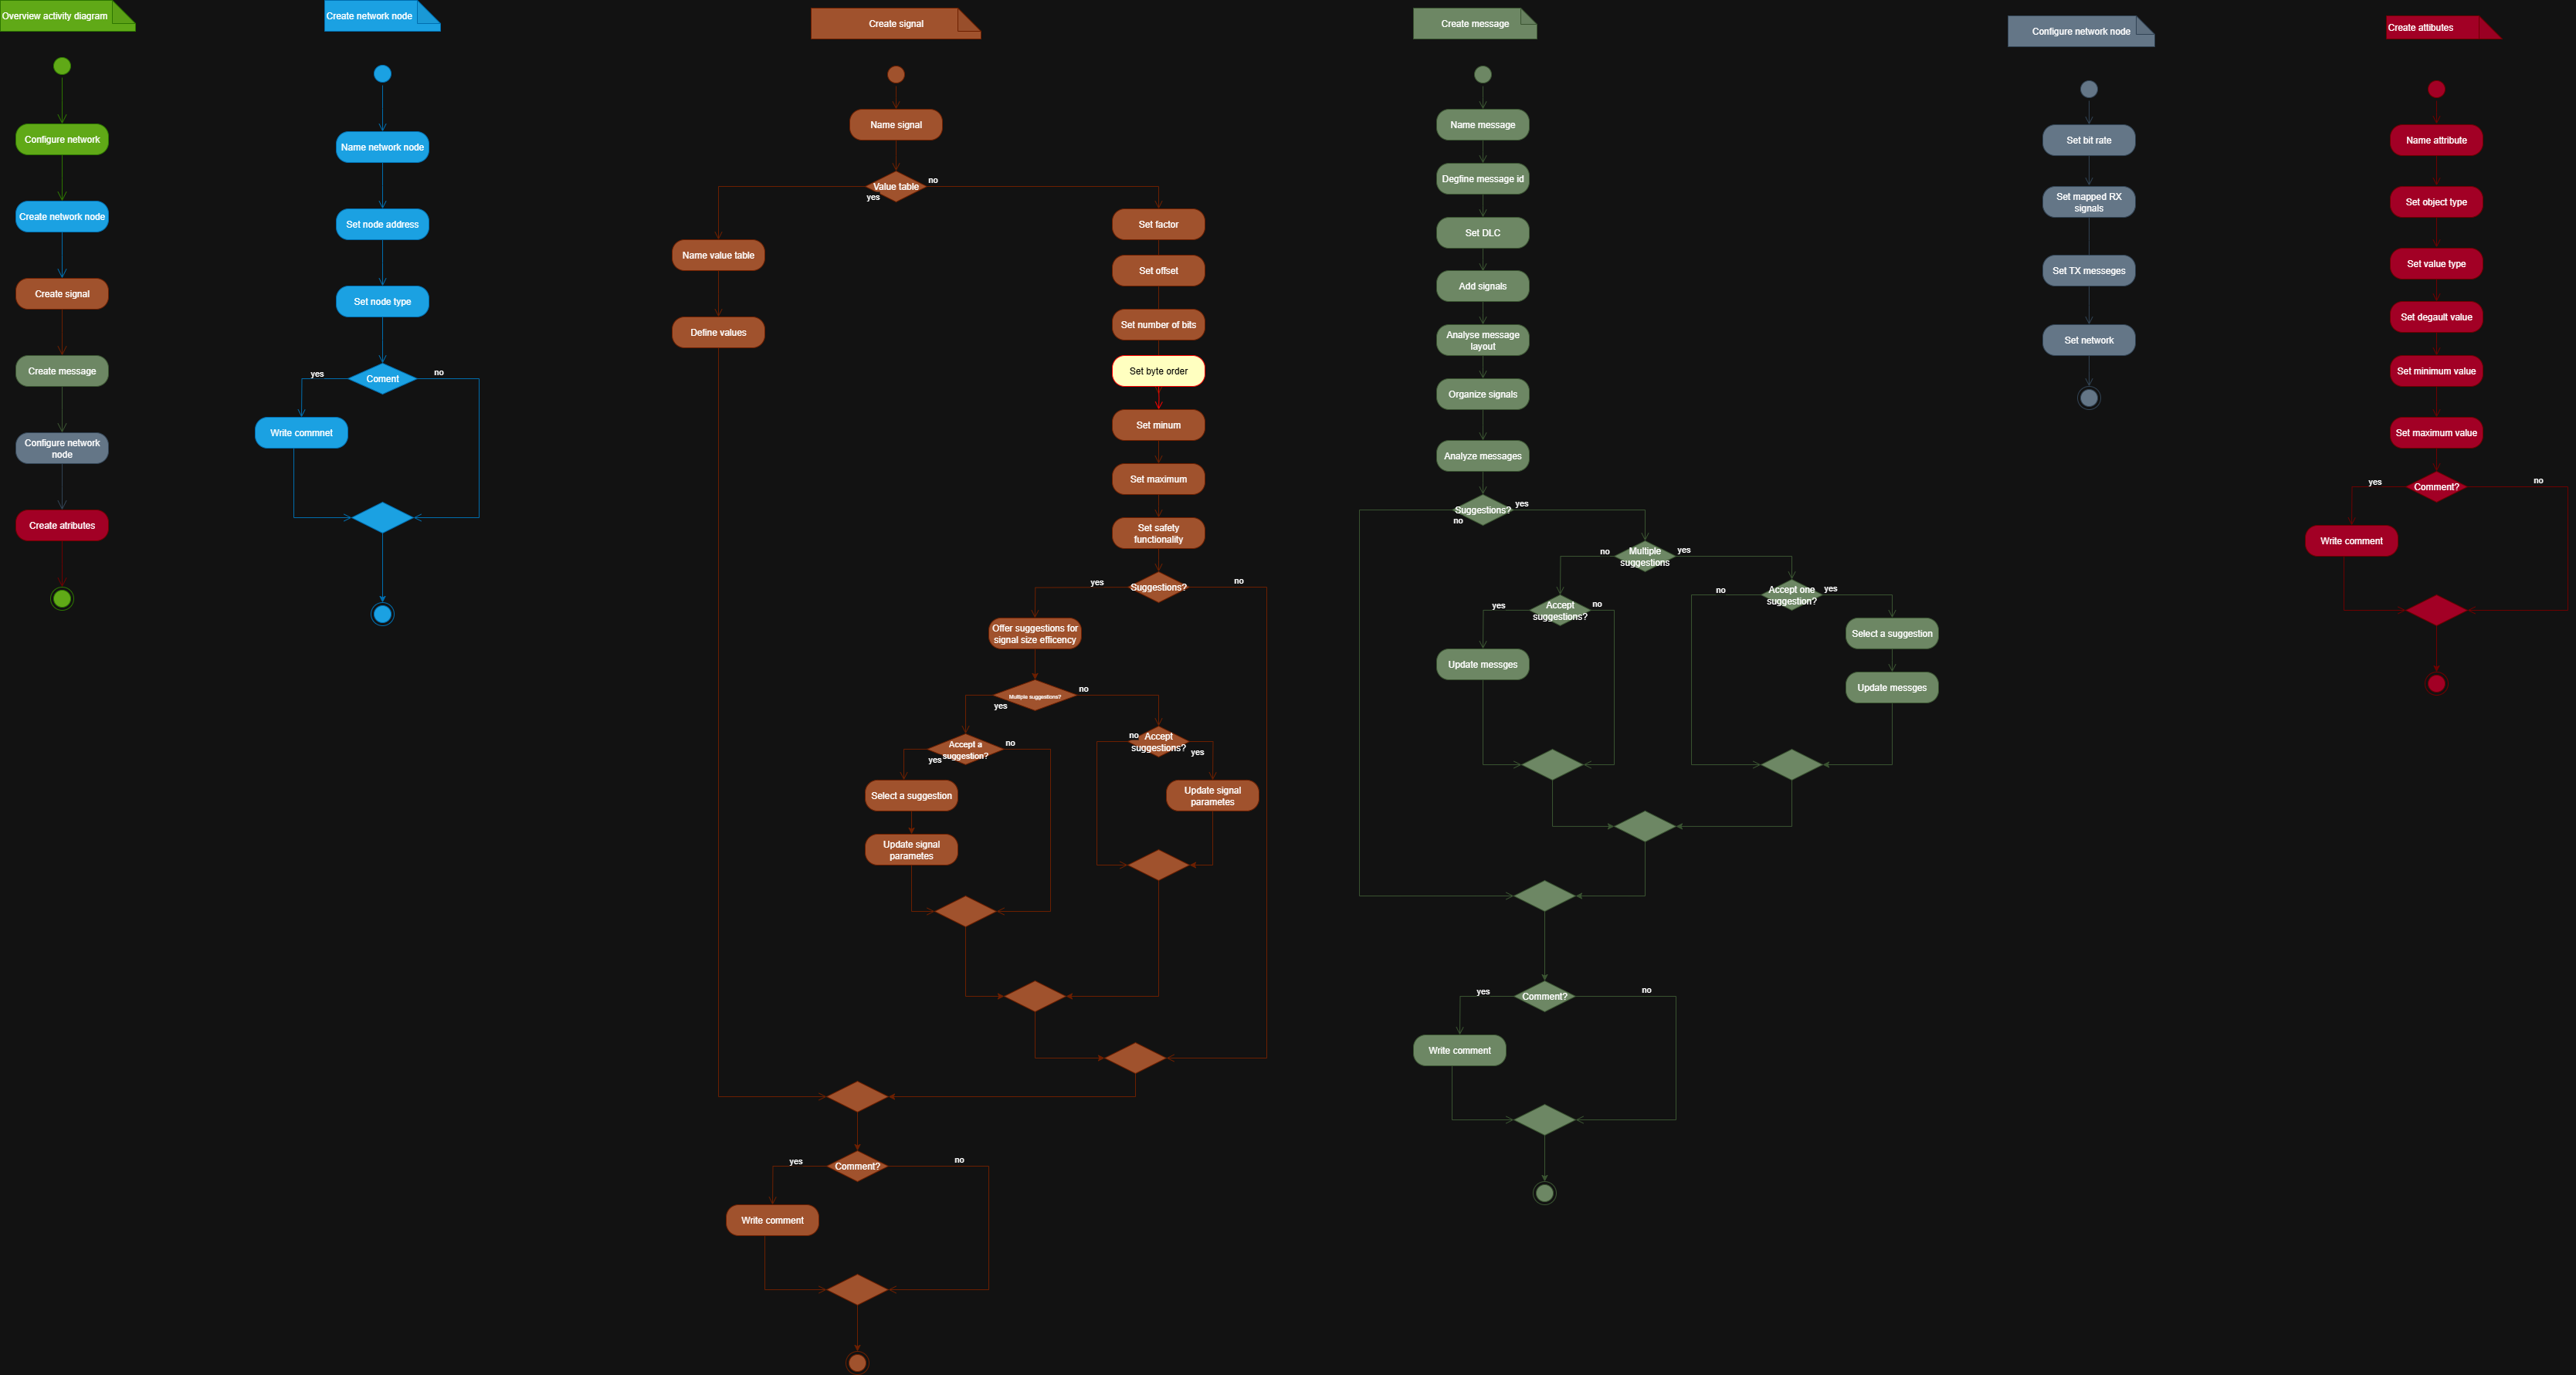 Overview activity diagram
Configure network
Create network node
Create signal
Create message
Configure network
node
Create atributes
Create network node
Name network node
Set node address
Set node type
Coment
yes
no
Write commnet
Create signal
Name signal
Value table
yes
no
Name value table
Define values
Set factor
Set offset
Set number of bits
Set byte order
Set minum
Set maximum
Set safety
functionality
Suggestions?
yes
no
Offer suggestions for
signal size efficency
Multiple suggestions?
yes
no
Accept a
suggestion?
yes
no
Select a suggestion
Update signal
parametes
Accept
suggestions?
no
yes
Update signal
parametes
Comment?
yes
no
Write comment
Create message
Name message
Degfine message id
Set DLC
Add signals
Analyse message
layout
Organize signals
Analyze messages
Suggestions?
no
yes
Multiple
suggestions
no
yes
Accept
suggestions?
yes
no
Update messges
Accept one
suggestion?
no
yes
Select a suggestion
Update messges
Comment?
yes
no
Write comment
Configure network node
Set bit rate
Set mapped RX
signals
Set TX messeges
Set network
Create attibutes
Name attribute
Set object type
Set value type
Set degault value
Set minimum value
Set maximum value
Comment?
yes
no
Write comment